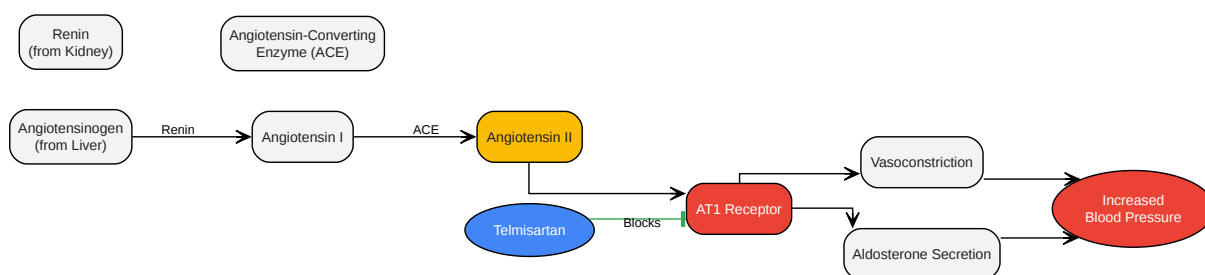 Renin
(from Kidney)
Angiotensin-Converting
Enzyme (ACE)
Angiotensinogen
(from Liver)
Renin
Angiotensin I
ACE
Angiotensin II
Telmisartan
Blocks
AT1 Receptor
Vasoconstriction
Aldosterone Secretion
Increased
Blood Pressure